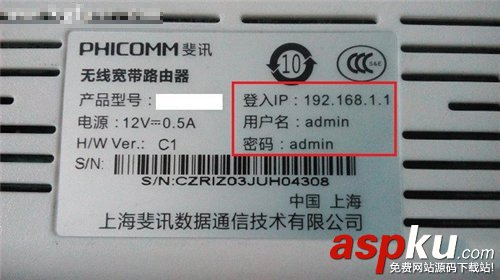 PHICOMM 斐讯
无线宽带路由器
产品型号:
电源: 12V⎓0.5A
H/W Ver.: C1
S/N:
10
CCC S&E
登入IP: 192.168.1.1
用户名: admin
密码: admin
S/N:CZRIZ03JUH04308
中国 上海
上海斐讯数据通信技术有限公司
aspku.com
免费网站源码下载站!